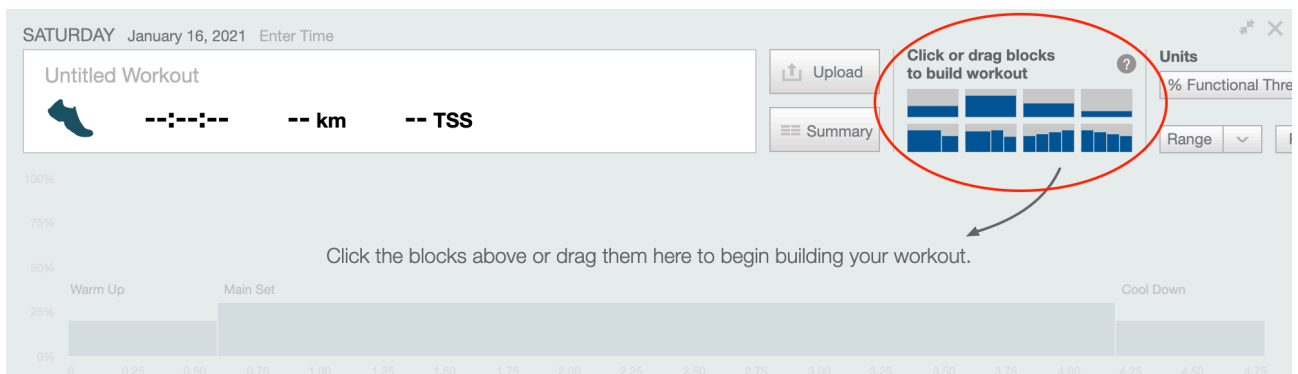 SATURDAY January 16, 2021 Enter Time
Untitled Workout
--:--:-- -- km -- TSS
Upload
Summary
Click or drag blocks
to build workout
?
Units
% Functional Thre
Range
100%
75%
50%
25%
0%
Click the blocks above or drag them here to begin building your workout.
Warm Up Main Set Cool Down
0 0.25 0.50 0.75 1.00 1.25 1.50 1.75 2.00 2.25 2.50 2.75 3.00 3.25 3.50 3.75 4.00 4.25 4.50 4.75